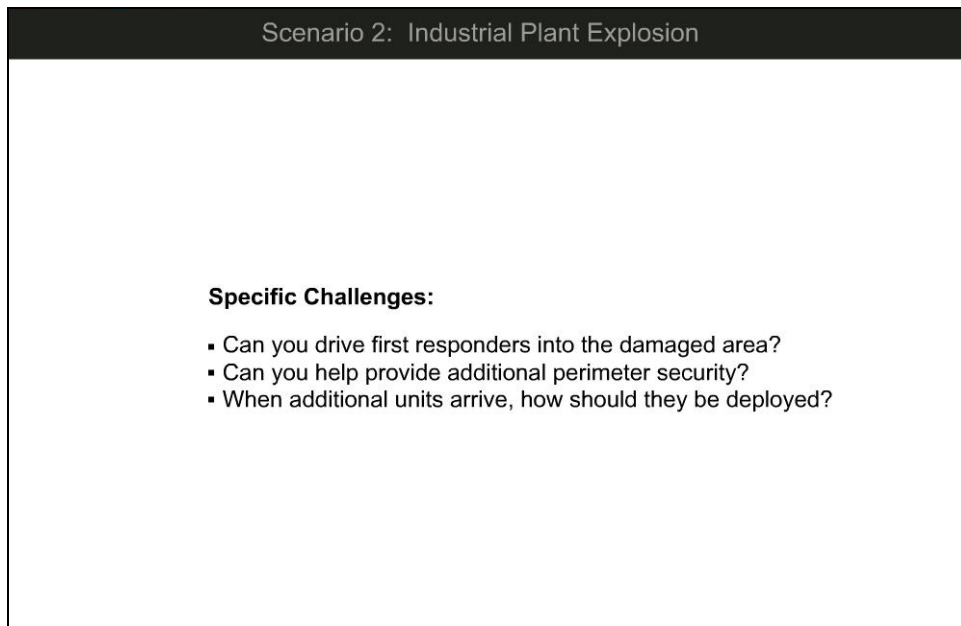 Scenario 2:  Industrial Plant Explosion
Specific Challenges:
▪ Can you drive first responders into the damaged area?
▪ Can you help provide additional perimeter security?
▪ When additional units arrive, how should they be deployed?